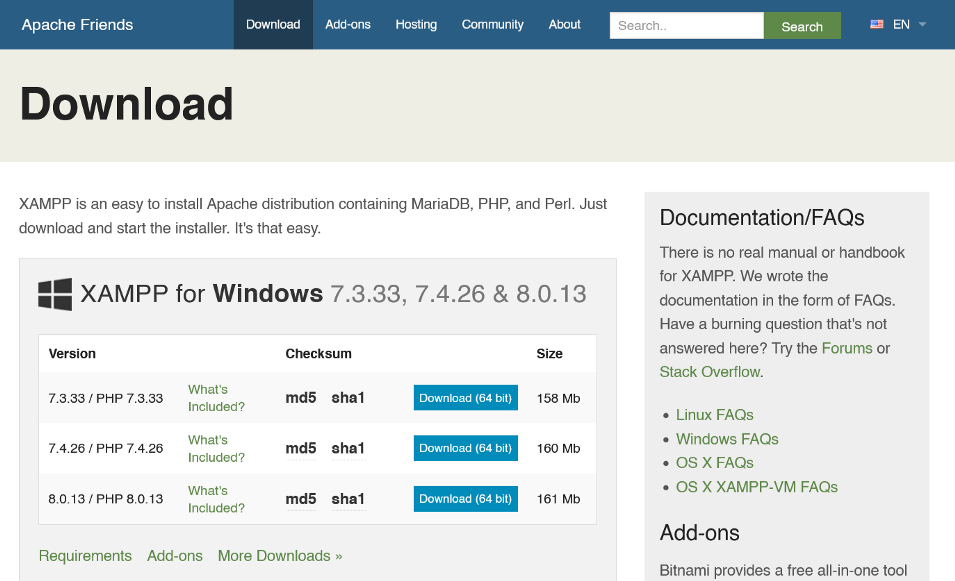 Apache Friends
Download
Add-ons
Hosting
Community
About
Search..
Search
EN
Download
XAMPP is an easy to install Apache distribution containing MariaDB, PHP, and Perl. Just
download and start the installer. It's that easy.
XAMPP for Windows 7.3.33, 7.4.26 & 8.0.13
Version Checksum Size
7.3.33 / PHP 7.3.33 What's Included? md5 sha1 Download (64 bit) 158 Mb
7.4.26 / PHP 7.4.26 What's Included? md5 sha1 Download (64 bit) 160 Mb
8.0.13 / PHP 8.0.13 What's Included? md5 sha1 Download (64 bit) 161 Mb
Requirements Add-ons More Downloads »
Documentation/FAQs
There is no real manual or handbook
for XAMPP. We wrote the
documentation in the form of FAQs.
Have a burning question that's not
answered here? Try the Forums or
Stack Overflow.
• Linux FAQs
• Windows FAQs
• OS X FAQs
• OS X XAMPP-VM FAQs
Add-ons
Bitnami provides a free all-in-one tool